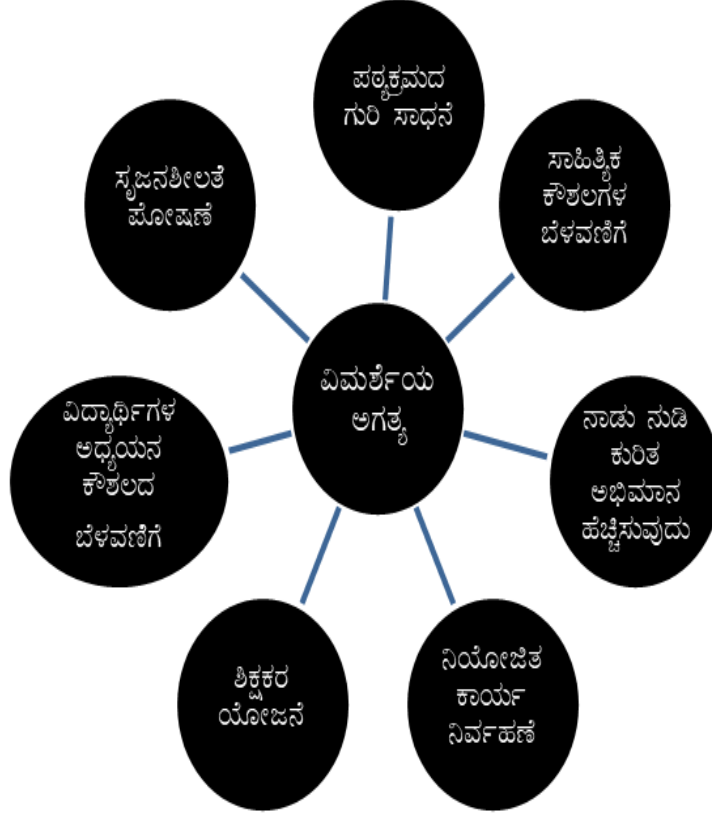 ಪಠ್ಯಕ್ರಮದ
ಗುರಿ ಸಾಧನೆ
ಸಾಹಿತ್ಯಿಕ
ಕೌಶಲಗಳ
ಬೆಳವಣಿಗೆ
ನಾಡು ನುಡಿ
ಕುರಿತ
ಅಭಿಮಾನ
ಹೆಚ್ಚಿಸುವುದು
ನಿಯೋಜಿತ
ಕಾರ್ಯ
ನಿರ್ವಹಣೆ
ಶಿಕ್ಷಕರ
ಯೋಜನೆ
ವಿದ್ಯಾರ್ಥಿಗಳ
ಅಧ್ಯಯನ
ಕೌಶಲದ
ಬೆಳವಣಿಗೆ
ಸೃಜನಶೀಲತೆ
ಪೋಷಣೆ
ವಿಮರ್ಶೆಯ
ಅಗತ್ಯ